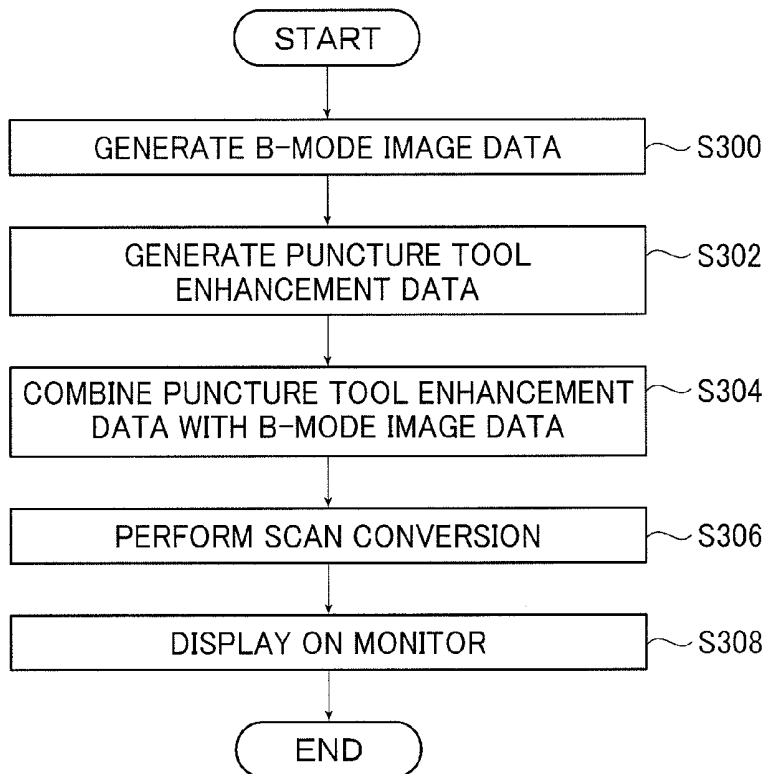 START
GENERATE B-MODE IMAGE DATA
S300
GENERATE PUNCTURE TOOL
ENHANCEMENT DATA
S302
COMBINE PUNCTURE TOOL ENHANCEMENT
DATA WITH B-MODE IMAGE DATA
S304
PERFORM SCAN CONVERSION
S306
DISPLAY ON MONITOR
S308
END